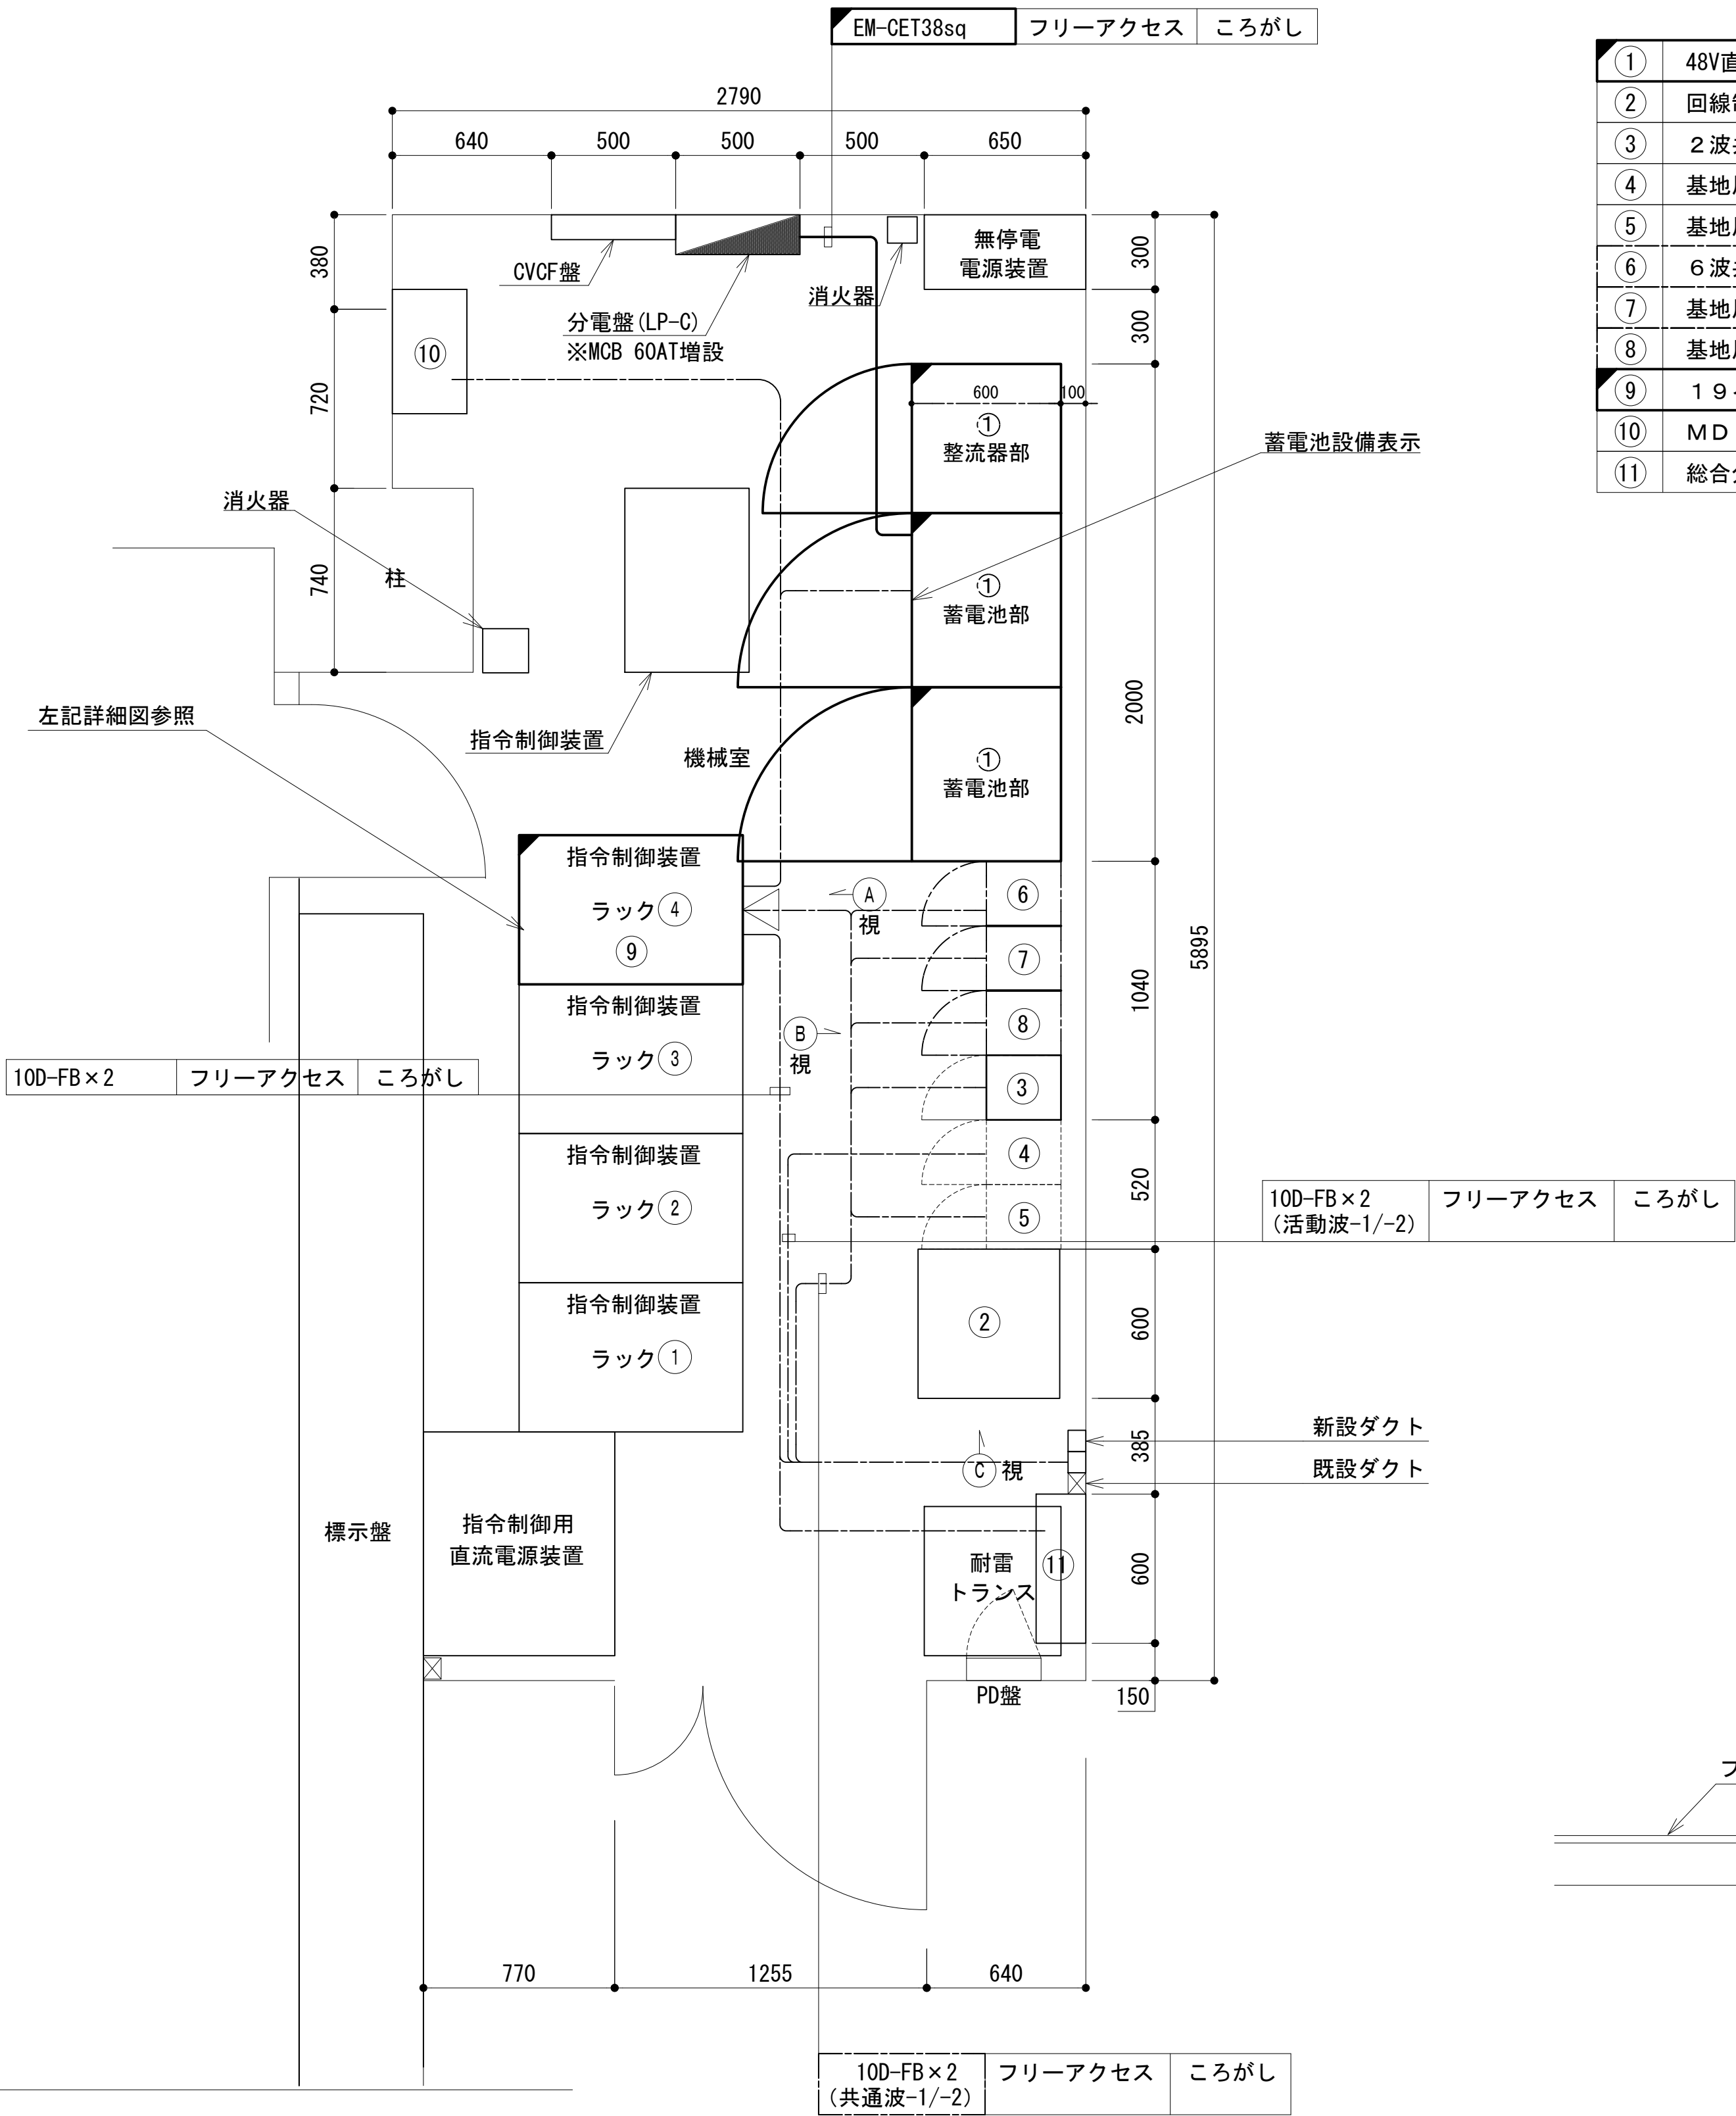 EM-CET38sq フリーアクセス ころがし
① 48V直
② 回線
③ ２波
④ 基地
⑤ 基地
⑥ ６波
⑦ 基地
⑧ 基地
⑨ １９
⑩ ＭＤ
⑪ 総合
2790
640 500 500 500 650
380
720
740
CVCF盤
分電盤(LP-C)
※MCB 60AT増設
消火器
無停電
電源装置
300
300
⑩
600 100
①
整流器部
蓄電池設備表示
消火器
柱
①
蓄電池部
2000
左記詳細図参照
指令制御装置
機械室
①
蓄電池部
指令制御装置
ラック④
⑨
A
視
⑥
⑦
5895
1040
指令制御装置
ラック③
B
視
⑧
③
10D-FB×2 フリーアクセス ころがし
指令制御装置
ラック②
④
⑤
520
10D-FB×2
(活動波-1/-2)
フリーアクセス ころがし
指令制御装置
ラック①
②
600
新設ダクト
385
C 視
既設ダクト
標示盤
指令制御用
直流電源装置
耐雷
トランス
⑪
600
PD盤
150
フ
770 1255 640
10D-FB×2
(共通波-1/-2)
フリーアクセス ころがし